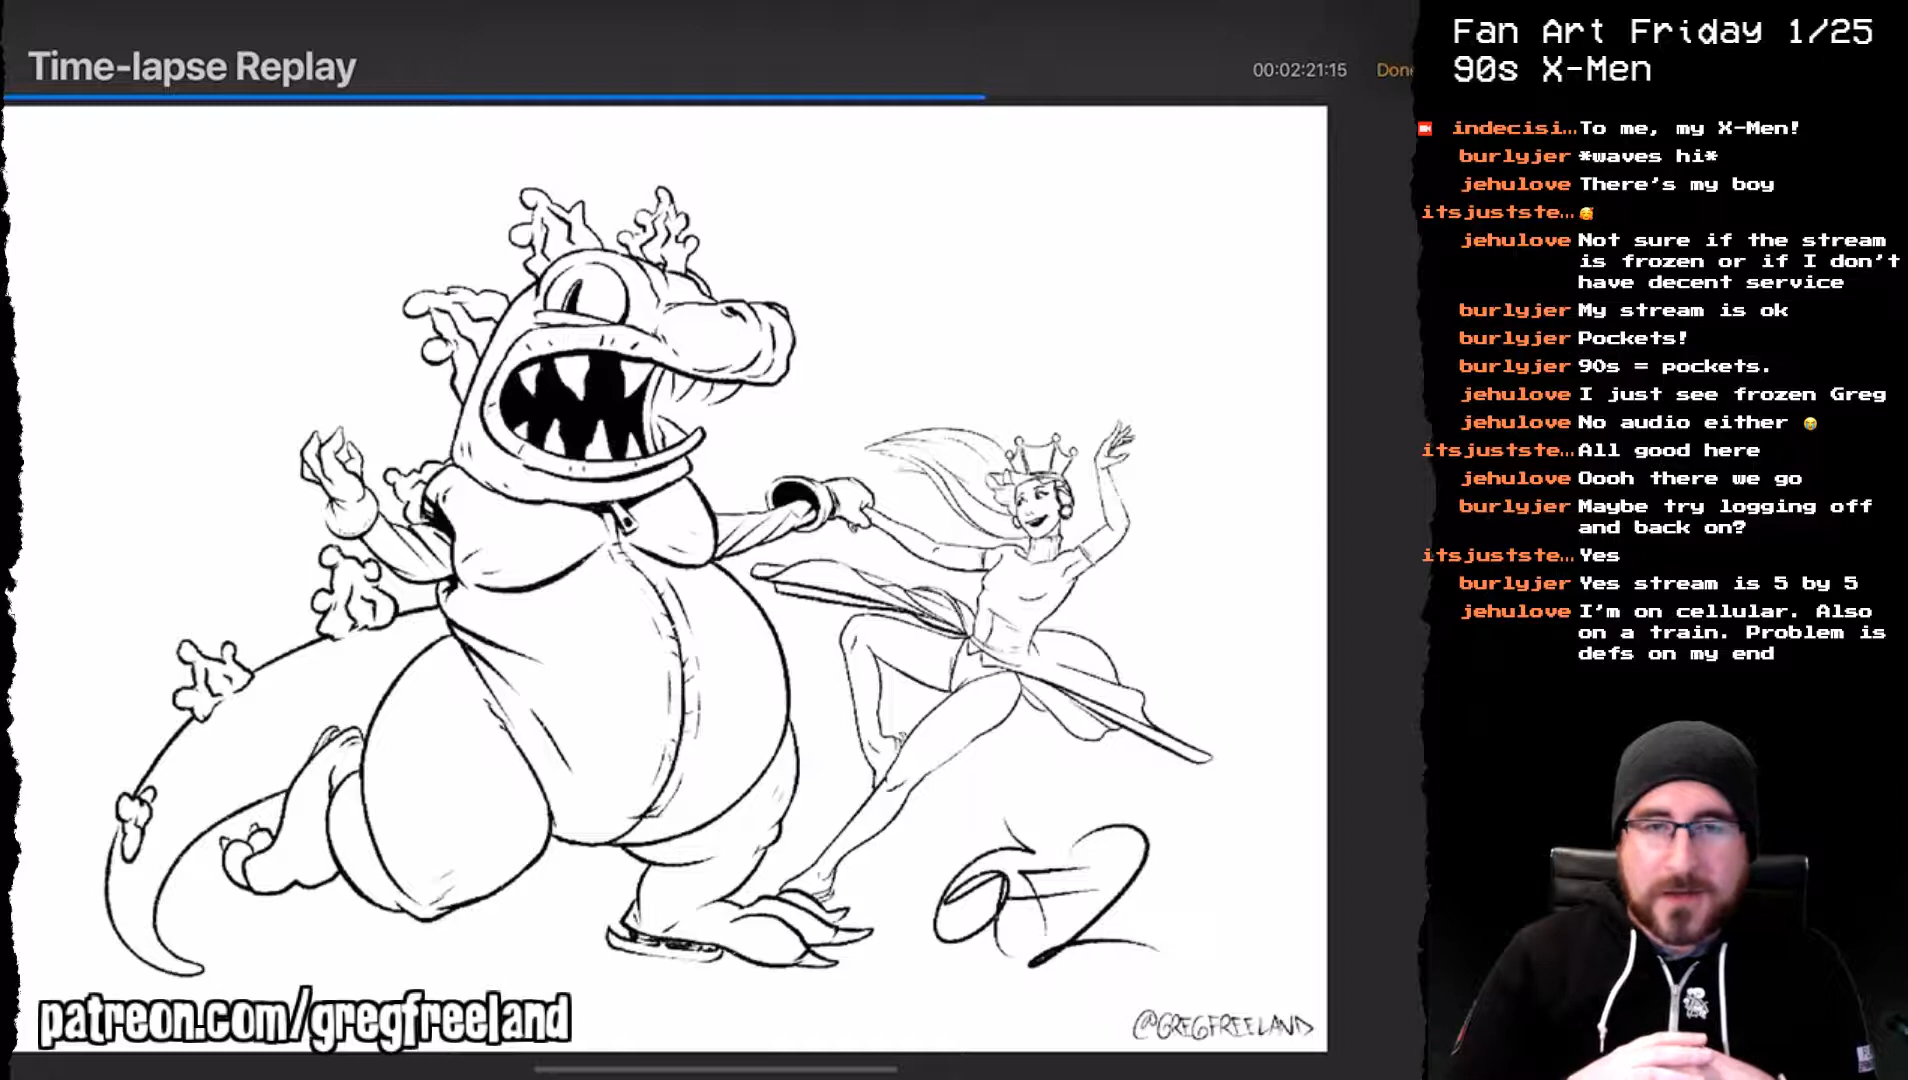 Time-lapse Replay
00:02:21:15
Done
patreon.com/gregfreeland
@GREGFREELAND
Fan Art Friday 1/25
90s X-Men
indecisi… To me, my X-Men!
burlyjer *waves hi*
jehulove There's my boy
itsjustste… 🥰
jehulove Not sure if the stream
is frozen or if I don't
have decent service
burlyjer My stream is ok
burlyjer Pockets!
burlyjer 90s = pockets.
jehulove I just see frozen Greg
jehulove No audio either 😭
itsjustste… All good here
jehulove Oooh there we go
burlyjer Maybe try logging off
and back on?
itsjustste… Yes
burlyjer Yes stream is 5 by 5
jehulove I'm on cellular. Also
on a train. Problem is
defs on my end